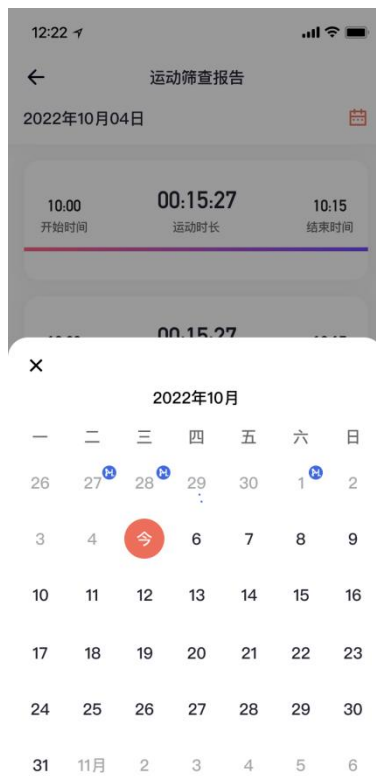 12:22
运动筛查报告
2022年10月04日
10:00 00:15:27 10:15
开始时间 运动时长 结束时间
00:15:27
2022年10月
一 二 三 四 五 六 日
26 27 28 29 30 1 2
3 4 今 6 7 8 9
10 11 12 13 14 15 16
17 18 19 20 21 22 23
24 25 26 27 28 29 30
31 11月 2 3 4 5 6